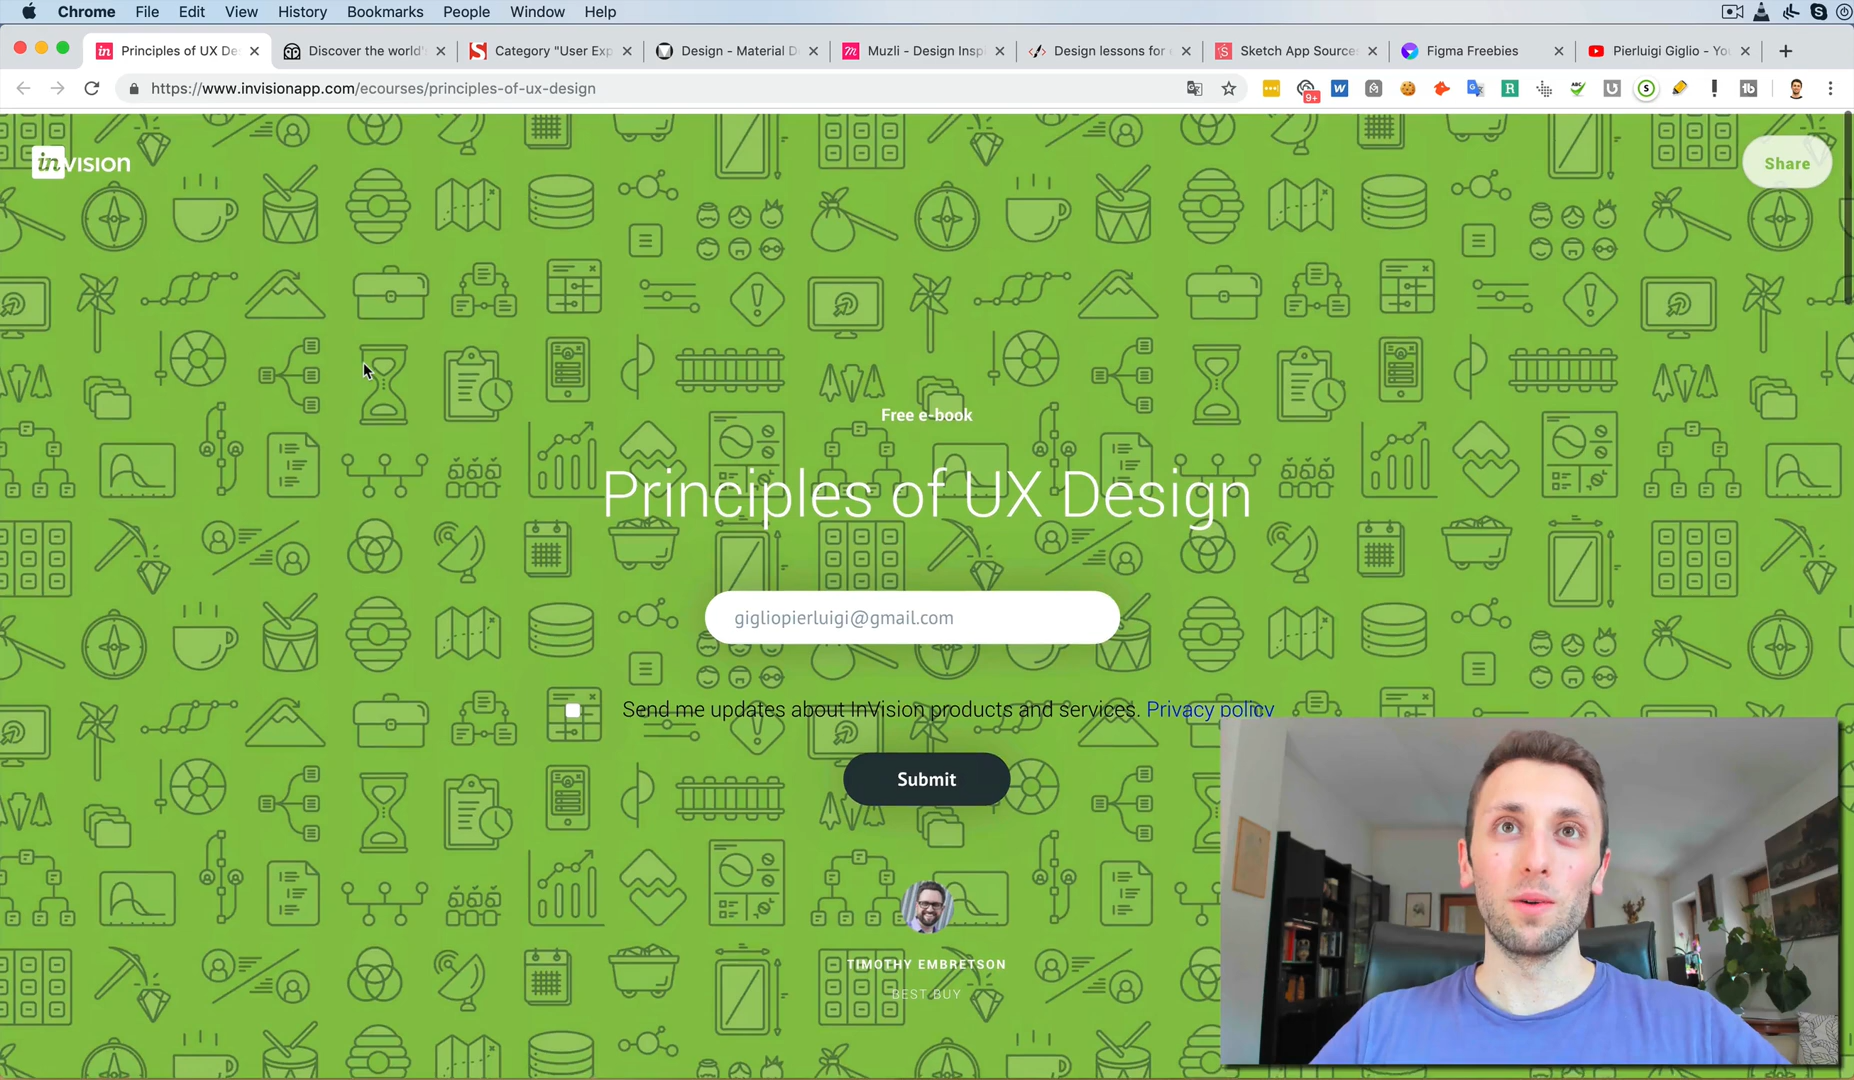 Chrome File Edit View History Bookmarks People Window Help
Principles of UX De
Discover the world's
Category "User Exp
Design - Material D
Muzli - Design Insp
Design lessons for
Sketch App Source
Figma Freebies
Pierluigi Giglio - You
https://www.invisionapp.com/ecourses/principles-of-ux-design
9+
invision
Share
Free e-book
Principles of UX Design
gigliopierluigi@gmail.com
Send me updates about InVision products and services. Privacy policy
Submit
TIMOTHY EMBRETSON
BEST BUY